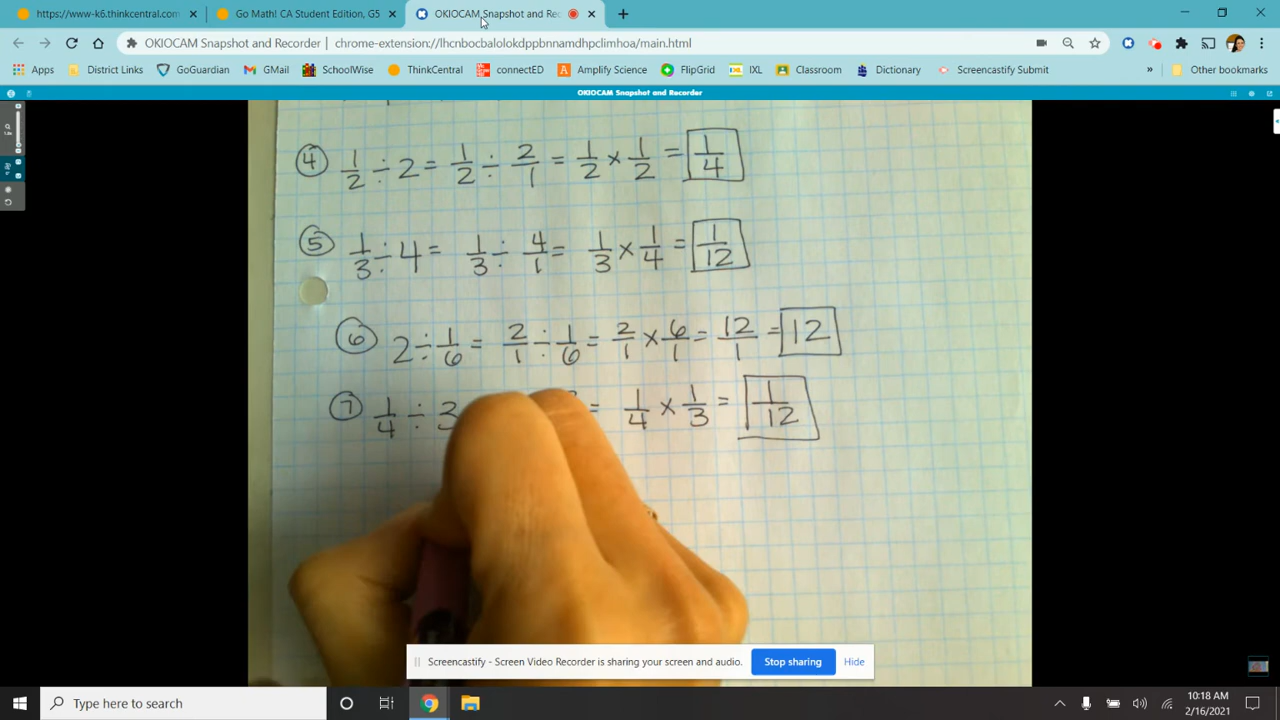 https://www-k6.thinkcentral.com
Go Math! CA Student Edition, G5
OKIOCAM Snapshot and Rec
OKIOCAM Snapshot and Recorder | chrome-extension://lhcnbocbalolokdppbnnamdhpclimhoa/main.html
Apps District Links GoGuardian GMail SchoolWise ThinkCentral connectED Amplify Science FlipGrid IXL Classroom Dictionary Screencastify Submit » Other bookmarks
OKIOCAM Snapshot and Recorder
④ 1/2 ÷ 2 = 1/2 ÷ 2/1 = 1/2 × 1/2 = 1/4
⑤ 1/3 ÷ 4 = 1/3 ÷ 4/1 = 1/3 × 1/4 = 1/12
⑥ 2 ÷ 1/6 = 2/1 ÷ 1/6 = 2/1 × 6/1 = 12/1 = 12
⑦ 1/4 ÷ 3 = 1/4 × 1/3 = 1/12
Screencastify - Screen Video Recorder is sharing your screen and audio. Stop sharing Hide
Type here to search
10:18 AM
2/16/2021